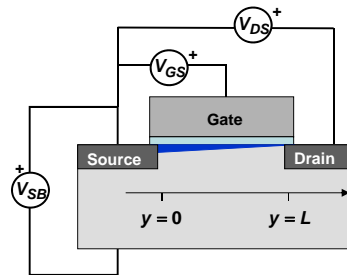 V_DS
+
V_GS
+
Gate
Source
Drain
+
V_SB
y = 0
y = L